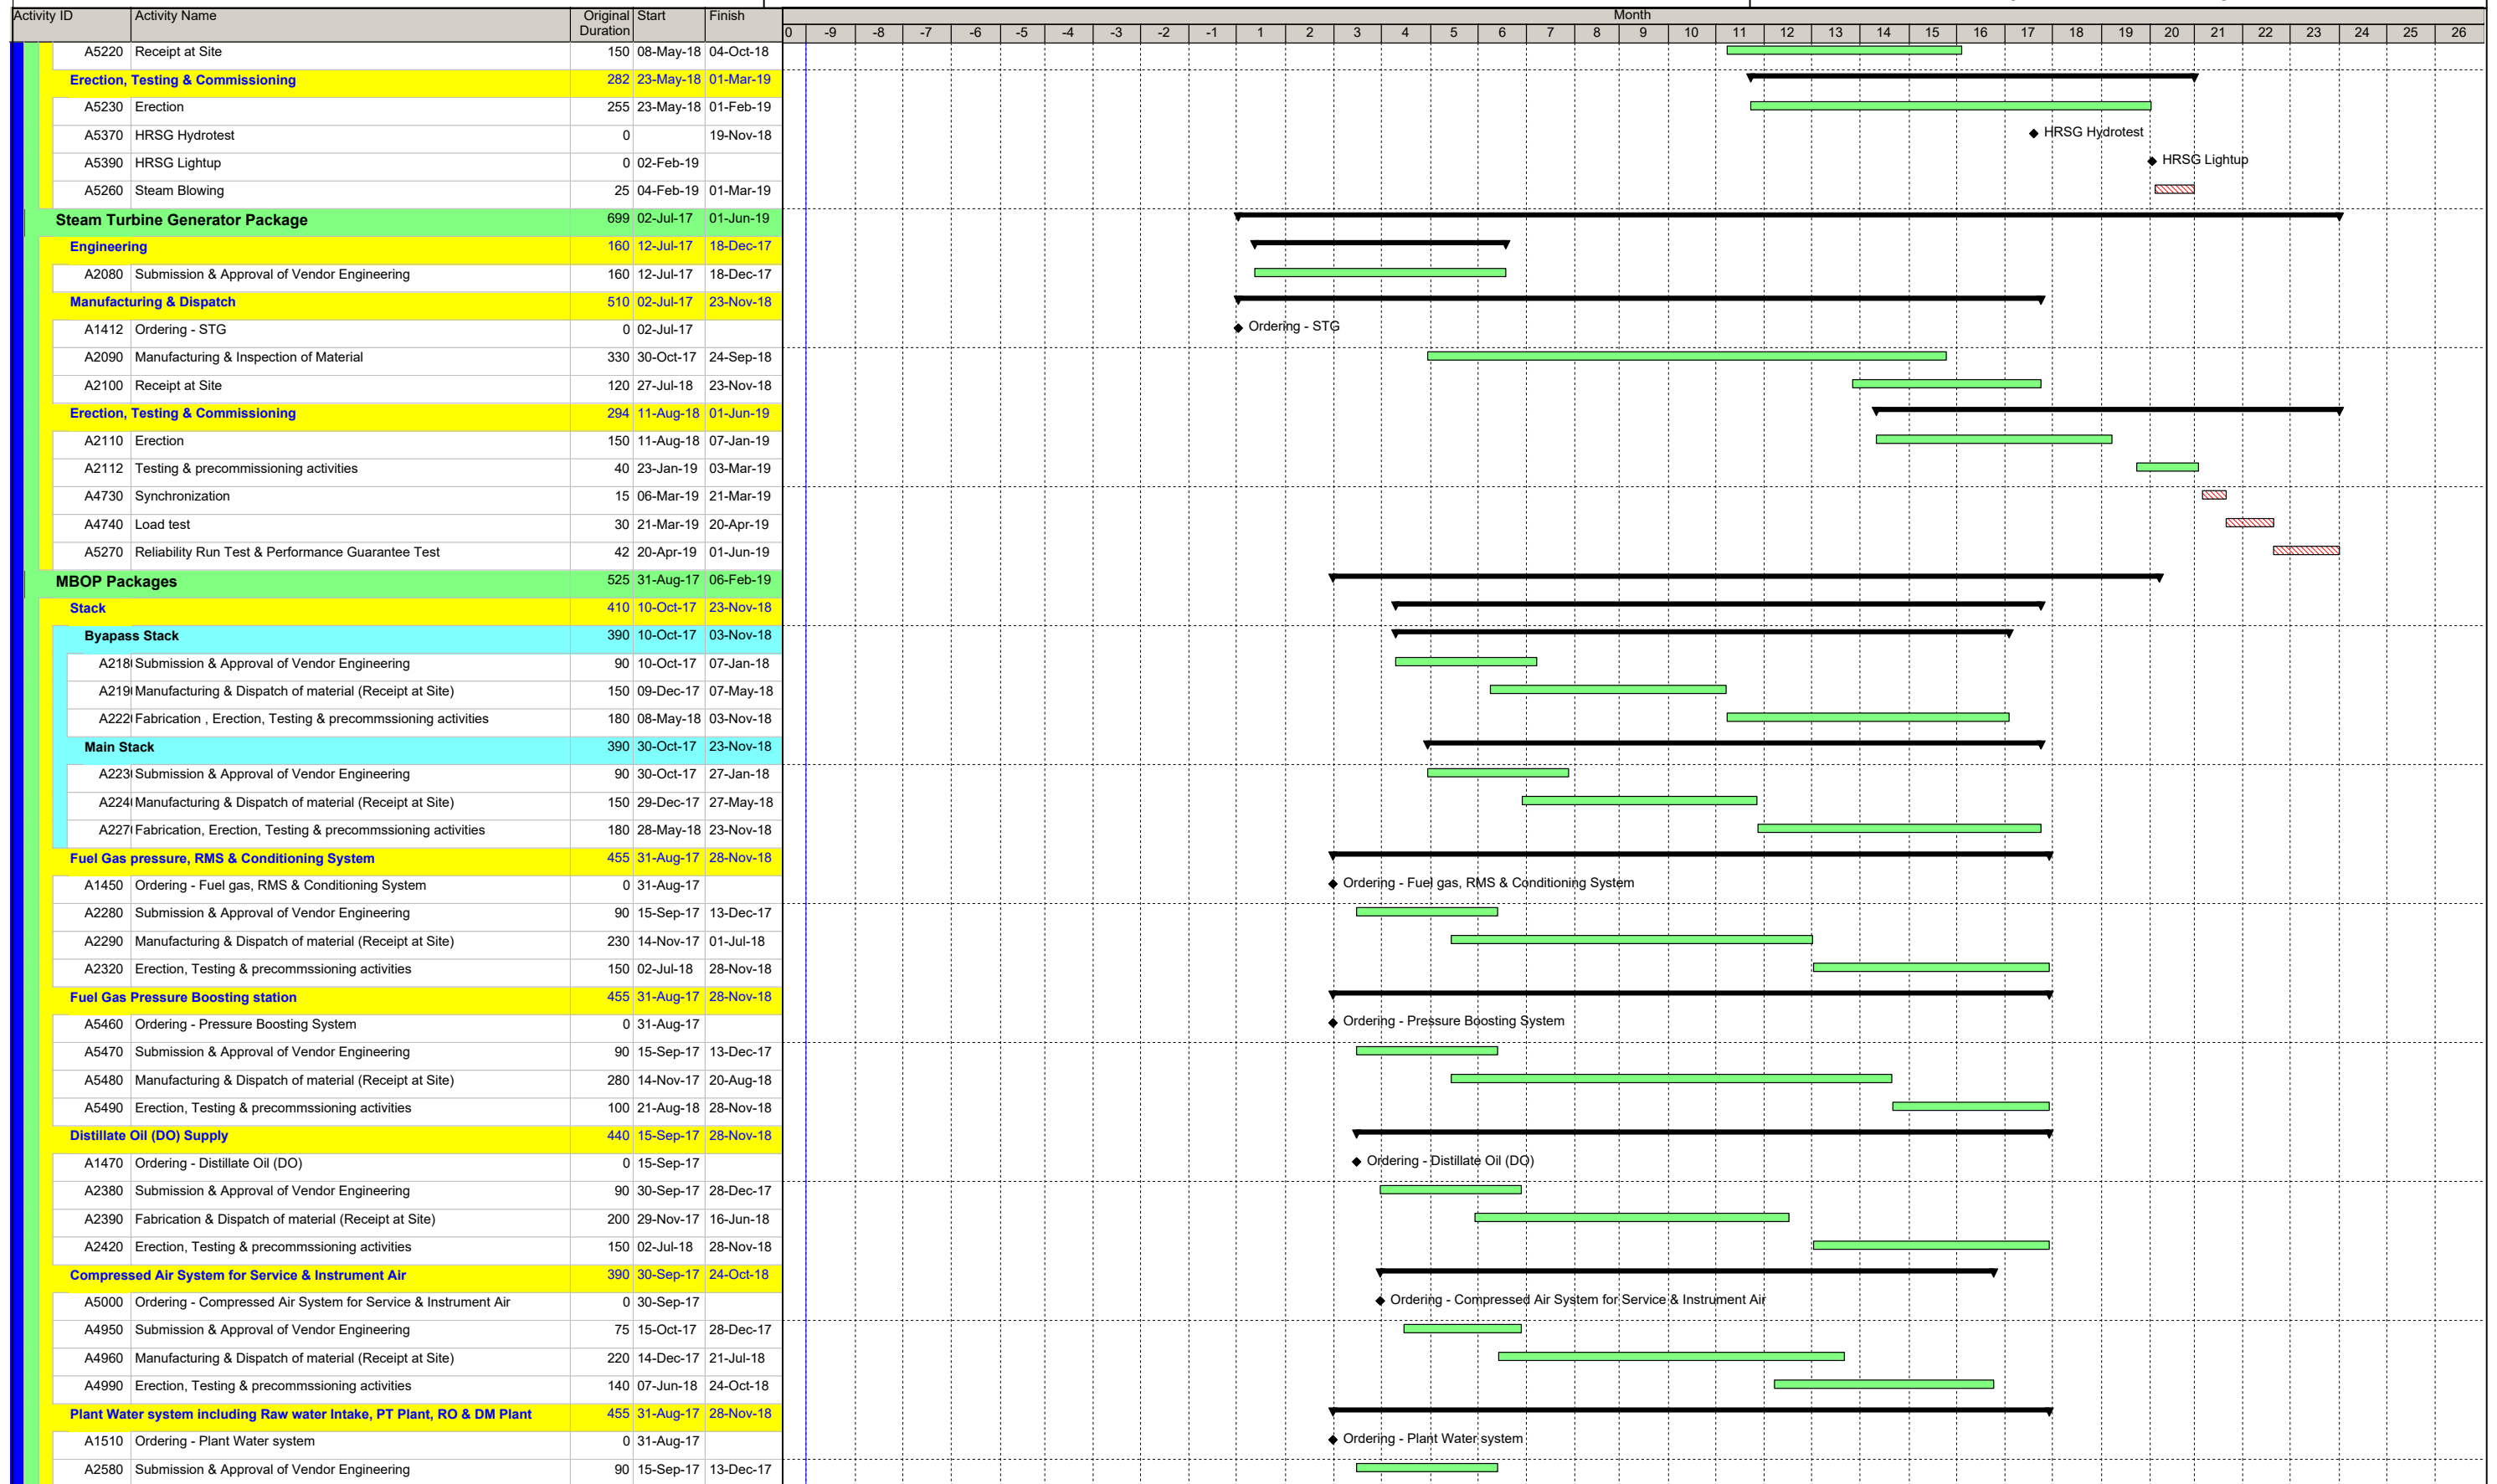 Activity ID Activity Name Original Duration Start Finish Month
0 -9 -8 -7 -6 -5 -4 -3 -2 -1 1 2 3 4 5 6 7 8 9 10 11 12 13 14 15 16 17 18 19 20 21 22 23 24 25 26
A5220 Receipt at Site 150 08-May-18 04-Oct-18
Erection, Testing & Commissioning 282 23-May-18 01-Mar-19
A5230 Erection 255 23-May-18 01-Feb-19
A5370 HRSG Hydrotest 0 19-Nov-18 HRSG Hydrotest
A5390 HRSG Lightup 0 02-Feb-19 HRSG Lightup
A5260 Steam Blowing 25 04-Feb-19 01-Mar-19
Steam Turbine Generator Package 699 02-Jul-17 01-Jun-19
Engineering 160 12-Jul-17 18-Dec-17
A2080 Submission & Approval of Vendor Engineering 160 12-Jul-17 18-Dec-17
Manufacturing & Dispatch 510 02-Jul-17 23-Nov-18
A1412 Ordering - STG 0 02-Jul-17 Ordering - STG
A2090 Manufacturing & Inspection of Material 330 30-Oct-17 24-Sep-18
A2100 Receipt at Site 120 27-Jul-18 23-Nov-18
Erection, Testing & Commissioning 294 11-Aug-18 01-Jun-19
A2110 Erection 150 11-Aug-18 07-Jan-19
A2112 Testing & precommissioning activities 40 23-Jan-19 03-Mar-19
A4730 Synchronization 15 06-Mar-19 21-Mar-19
A4740 Load test 30 21-Mar-19 20-Apr-19
A5270 Reliability Run Test & Performance Guarantee Test 42 20-Apr-19 01-Jun-19
MBOP Packages 525 31-Aug-17 06-Feb-19
Stack 410 10-Oct-17 23-Nov-18
Byapass Stack 390 10-Oct-17 03-Nov-18
A218 Submission & Approval of Vendor Engineering 90 10-Oct-17 07-Jan-18
A219 Manufacturing & Dispatch of material (Receipt at Site) 150 09-Dec-17 07-May-18
A222 Fabrication , Erection, Testing & precommssioning activities 180 08-May-18 03-Nov-18
Main Stack 390 30-Oct-17 23-Nov-18
A223 Submission & Approval of Vendor Engineering 90 30-Oct-17 27-Jan-18
A224 Manufacturing & Dispatch of material (Receipt at Site) 150 29-Dec-17 27-May-18
A227 Fabrication, Erection, Testing & precommssioning activities 180 28-May-18 23-Nov-18
Fuel Gas pressure, RMS & Conditioning System 455 31-Aug-17 28-Nov-18
A1450 Ordering - Fuel gas, RMS & Conditioning System 0 31-Aug-17 Ordering - Fuel gas, RMS & Conditioning System
A2280 Submission & Approval of Vendor Engineering 90 15-Sep-17 13-Dec-17
A2290 Manufacturing & Dispatch of material (Receipt at Site) 230 14-Nov-17 01-Jul-18
A2320 Erection, Testing & precommssioning activities 150 02-Jul-18 28-Nov-18
Fuel Gas Pressure Boosting station 455 31-Aug-17 28-Nov-18
A5460 Ordering - Pressure Boosting System 0 31-Aug-17 Ordering - Pressure Boosting System
A5470 Submission & Approval of Vendor Engineering 90 15-Sep-17 13-Dec-17
A5480 Manufacturing & Dispatch of material (Receipt at Site) 280 14-Nov-17 20-Aug-18
A5490 Erection, Testing & precommssioning activities 100 21-Aug-18 28-Nov-18
Distillate Oil (DO) Supply 440 15-Sep-17 28-Nov-18
A1470 Ordering - Distillate Oil (DO) 0 15-Sep-17 Ordering - Distillate Oil (DO)
A2380 Submission & Approval of Vendor Engineering 90 30-Sep-17 28-Dec-17
A2390 Fabrication & Dispatch of material (Receipt at Site) 200 29-Nov-17 16-Jun-18
A2420 Erection, Testing & precommssioning activities 150 02-Jul-18 28-Nov-18
Compressed Air System for Service & Instrument Air 390 30-Sep-17 24-Oct-18
A5000 Ordering - Compressed Air System for Service & Instrument Air 0 30-Sep-17 Ordering - Compressed Air System for Service & Instrument Air
A4950 Submission & Approval of Vendor Engineering 75 15-Oct-17 28-Dec-17
A4960 Manufacturing & Dispatch of material (Receipt at Site) 220 14-Dec-17 21-Jul-18
A4990 Erection, Testing & precommssioning activities 140 07-Jun-18 24-Oct-18
Plant Water system including Raw water Intake, PT Plant, RO & DM Plant 455 31-Aug-17 28-Nov-18
A1510 Ordering - Plant Water system 0 31-Aug-17 Ordering - Plant Water system
A2580 Submission & Approval of Vendor Engineering 90 15-Sep-17 13-Dec-17